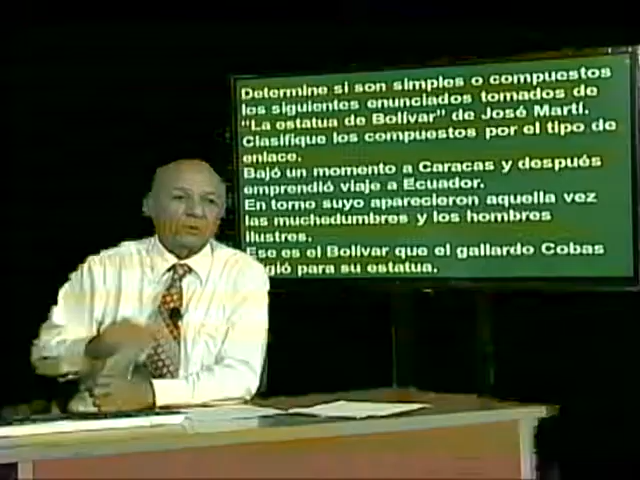 Determine si son simples o compuestos
los siguientes enunciados tomados de
"La estatua de Bolívar" de José Martí.
Clasifique los compuestos por el tipo de
enlace.
Bajó un momento a Caracas y después
emprendió viaje a Ecuador.
En torno suyo aparecieron aquella vez
las muchedumbres y los hombres
ilustres.
Ese es el Bolívar que el gallardo Cobas
para su estatua.